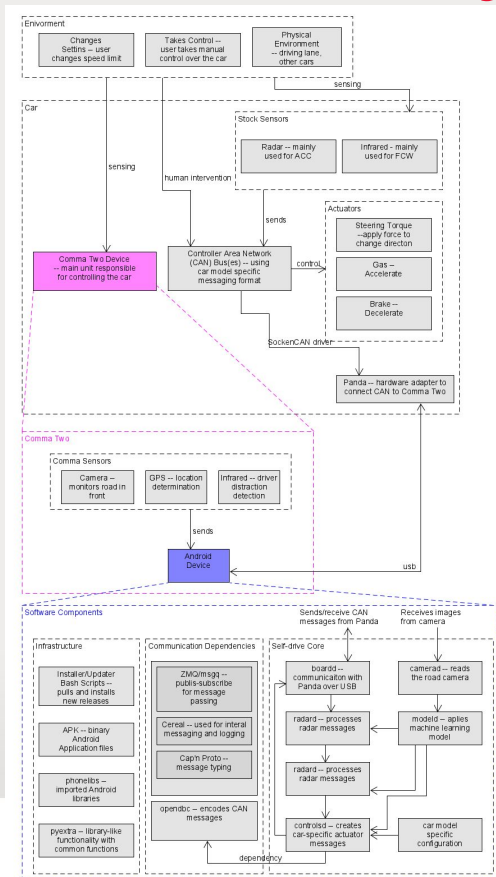 Enivorment
Changes
Settins -- user
changes speed limit
Takes Control --
user takes manual
control over the car
Physical
Enironment
-- driving lane,
other cars
sensing
Car
Stock Sensors
Radar -- mainly
used for ACC
Infrared - mainly
used for FCW
sensing
human intervention
sends
Actuators
Steering Torque
--apply force to
change directon
Gas --
Accelerate
Brake --
Decelerate
Comma Two Device
-- main unit responsible
for controlling the car
Controller Area Network
(CAN) Bus(es) -- using
car model specific
messaging format
control
SockenCAN driver
Panda -- hardware adapter to
connect CAN to Comma Two
Comma Two
Comma Sensors
Camera --
monitors road in
front
GPS -- location
determination
Infrared -- driver
distraction
detection
sends
Android
Device
usb
Software Components
Sends/receive CAN
messages from Panda
Receives images
from camera
Infrastructure
Installer/Updater
Bash Scripts --
pulls and installs
new releases
APK -- binary
Android
Application files
phonelibs --
imported Android
libraries
pyextra -- library-like
functionality with
common functions
Communication Dependencies
ZMQ/msgq --
publis-subscribe
for message
passing
Cereal -- used for interal
messaging and logging
Cap'n Proto --
message typing
opendbc -- encodes CAN
messages
Self-drive Core
boardd --
communicaiton with
Panda over USB
camerad -- reads
the road camera
radard -- processes
radar messages
modeld -- aplies
machine learning
model
radard -- processes
radar messages
controlsd -- creates
car-specific actuator
messages
car model
specific
configuration
dependency